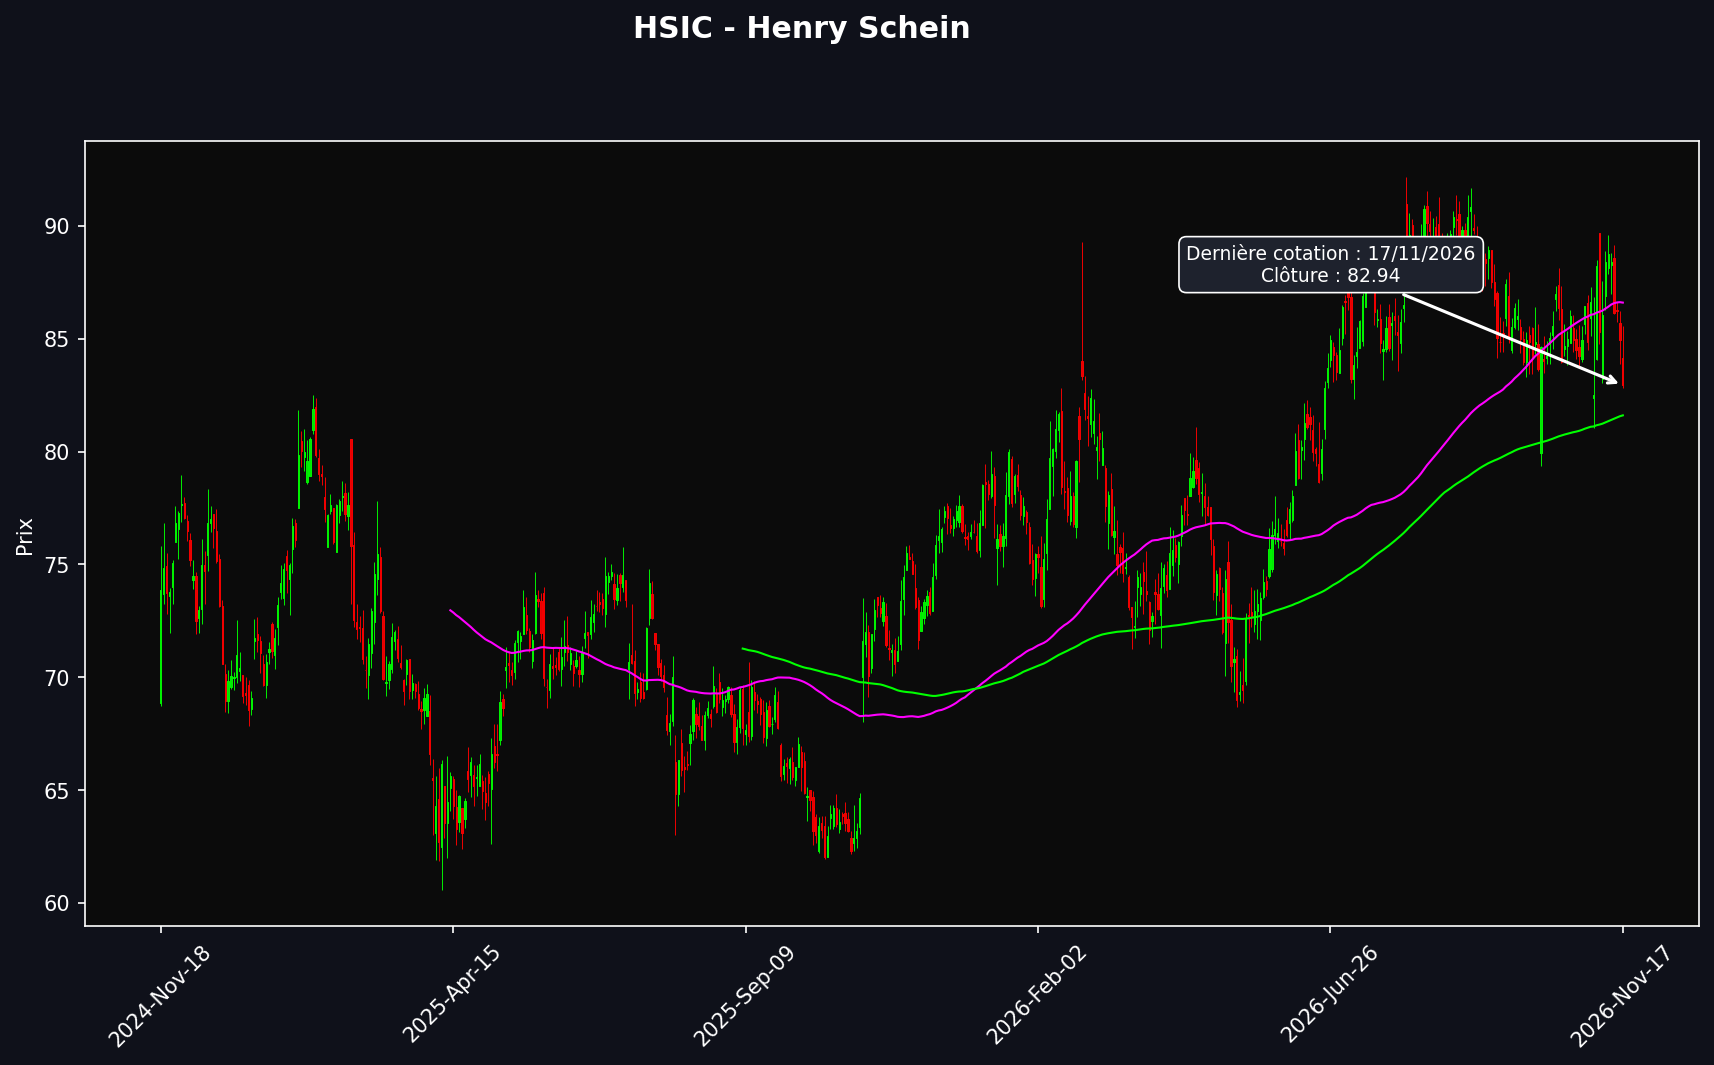 HSIC - Henry Schein
Prix
90
85
80
75
70
65
60
Dernière cotation : 17/11/2026
Clôture : 82.94
2024-Nov-18
2025-Apr-15
2025-Sep-09
2026-Feb-02
2026-Jun-26
2026-Nov-17